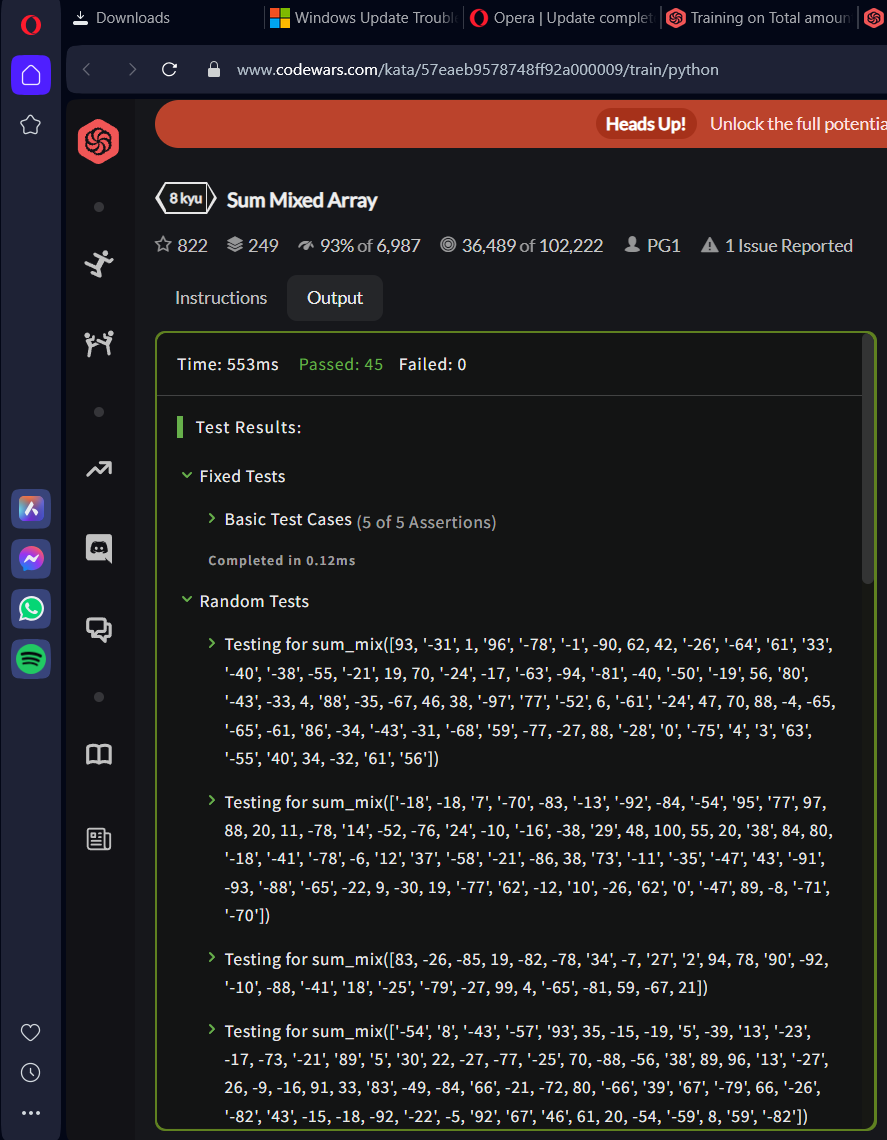 Downloads
Windows Update Troubl
Opera | Update complete
Training on Total amoun
www.codewars.com/kata/57eaeb9578748ff92a000009/train/python
Heads Up! Unlock the full potentia
8 kyu Sum Mixed Array
822 249 93% of 6,987 36,489 of 102,222 PG1 1 Issue Reported
Instructions Output
Time: 553ms Passed: 45 Failed: 0
Test Results:
Fixed Tests
Basic Test Cases (5 of 5 Assertions)
Completed in 0.12ms
Random Tests
Testing for sum_mix([93, '-31', 1, '96', '-78', '-1', -90, 62, 42, '-26', '-64', '61', '33',
'-40', '-38', -55, '-21', 19, 70, '-24', -17, '-63', -94, '-81', -40, '-50', '-19', 56, '80',
'-43', -33, 4, '88', -35, -67, 46, 38, '-97', '77', '-52', 6, '-61', '-24', 47, 70, 88, -4, -65,
'-65', -61, '86', -34, '-43', -31, '-68', '59', -77, -27, 88, '-28', '0', '-75', '4', '3', '63',
'-55', '40', 34, -32, '61', '56'])
Testing for sum_mix(['-18', -18, '7', '-70', -83, '-13', '-92', -84, '-54', '95', '77', 97,
88, 20, 11, -78, '14', -52, -76, '24', -10, '-16', -38, '29', 48, 100, 55, 20, '38', 84, 80,
'-18', '-41', '-78', -6, '12', '37', '-58', '-21', -86, 38, '73', '-11', '-35', '-47', '43', '-91',
-93, '-88', '-65', -22, 9, -30, 19, '-77', '62', -12, '10', -26, '62', '0', '-47', 89, -8, '-71',
'-70'])
Testing for sum_mix([83, -26, -85, 19, -82, -78, '34', -7, '27', '2', 94, 78, '90', -92,
'-10', -88, '-41', '18', '-25', '-79', -27, 99, 4, '-65', -81, 59, -67, 21])
Testing for sum_mix(['-54', '8', '-43', '-57', '93', 35, -15, -19, '5', -39, '13', '-23',
-17, -73, '-21', '89', '5', '30', 22, -27, -77, '-25', 70, -88, -56, '38', 89, 96, '13', '-27',
26, -9, -16, 91, 33, '83', -49, -84, '66', -21, -72, 80, '-66', '39', '67', '-79', 66, '-26',
'-82', '43', -15, -18, -92, '-22', -5, '92', '67', '46', 61, 20, -54, '-59', 8, '59', '-82'])